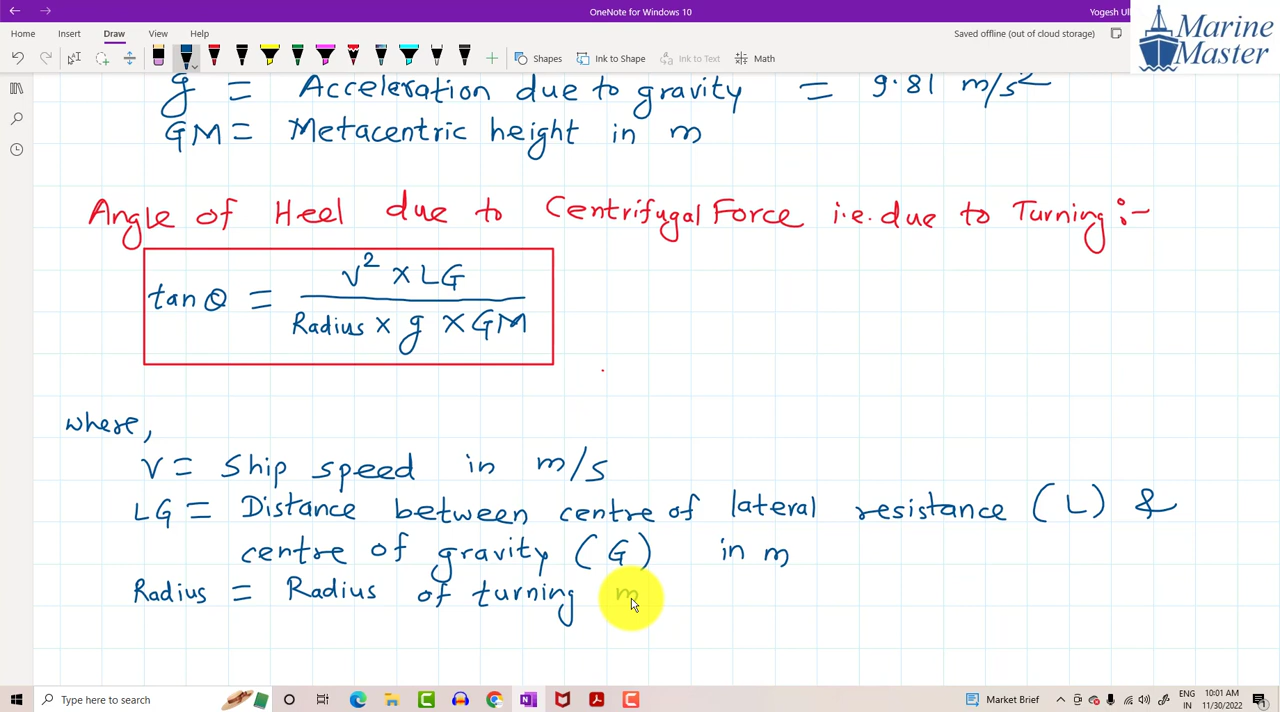 OneNote for Windows 10
Yogesh Ull
Home Insert Draw View Help
Saved offline (out of cloud storage)
Marine Master
Shapes Ink to Shape Ink to Text Math
g = Acceleration due to gravity = 9.81 m/s²
GM = Metacentric height in m
Angle of Heel due to Centrifugal Force i.e. due to Turning :-
tan θ = v² × LG / Radius × g × GM
where,
v = Ship speed in m/s
LG = Distance between centre of lateral resistance (L) &
centre of gravity (G) in m
Radius = Radius of turning m
Type here to search
Market Brief
ENG IN
10:01 AM 11/30/2022